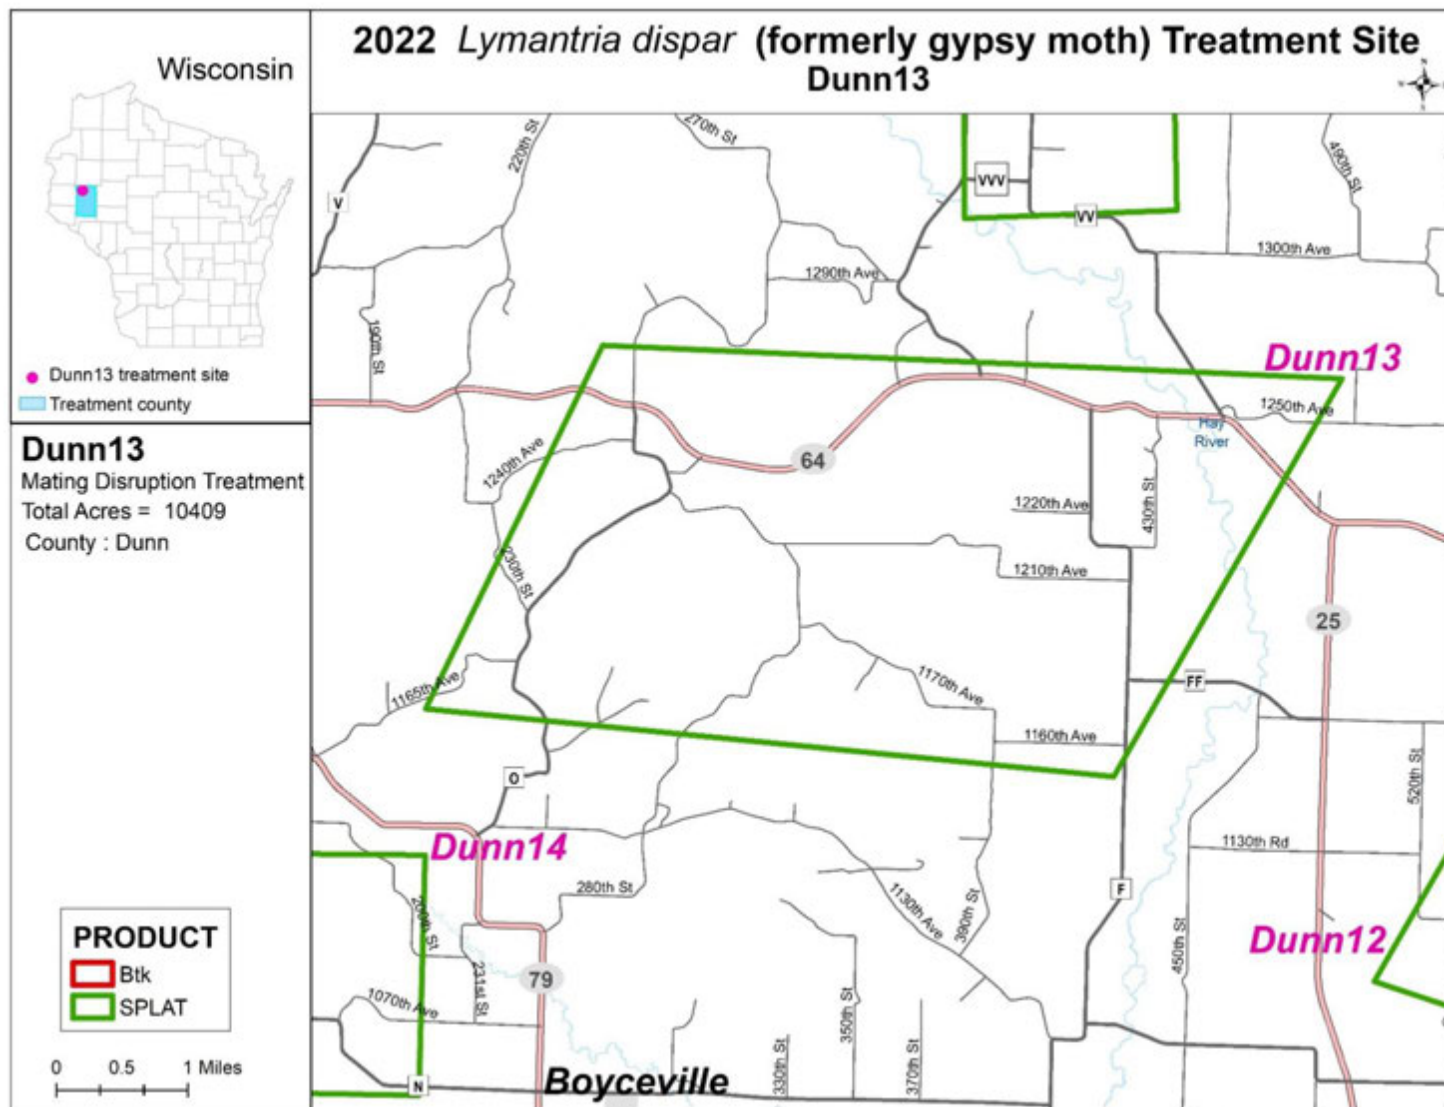 2022 Lymantria dispar (formerly gypsy moth) Treatment Site
Dunn13
N
Wisconsin
Dunn13 treatment site
Treatment county
Dunn13
Mating Disruption Treatment
Total Acres = 10409
County : Dunn
PRODUCT
Btk
SPLAT
0 0.5 1 Miles
220th St
270th St
490th St
V
VVV
VV
1300th Ave
1290th Ave
190th St
Dunn13
1250th Ave
Hay
River
1240th Ave
64
1220th Ave
430th St
230th St
1210th Ave
25
1165th Ave
1170th Ave
FF
1160th Ave
O
520th St
Dunn14
1130th Rd
280th St
F
200th St
1130th Ave
390th St
Dunn12
450th St
231st St
79
1070th Ave
350th St
330th St
370th St
N
Boyceville